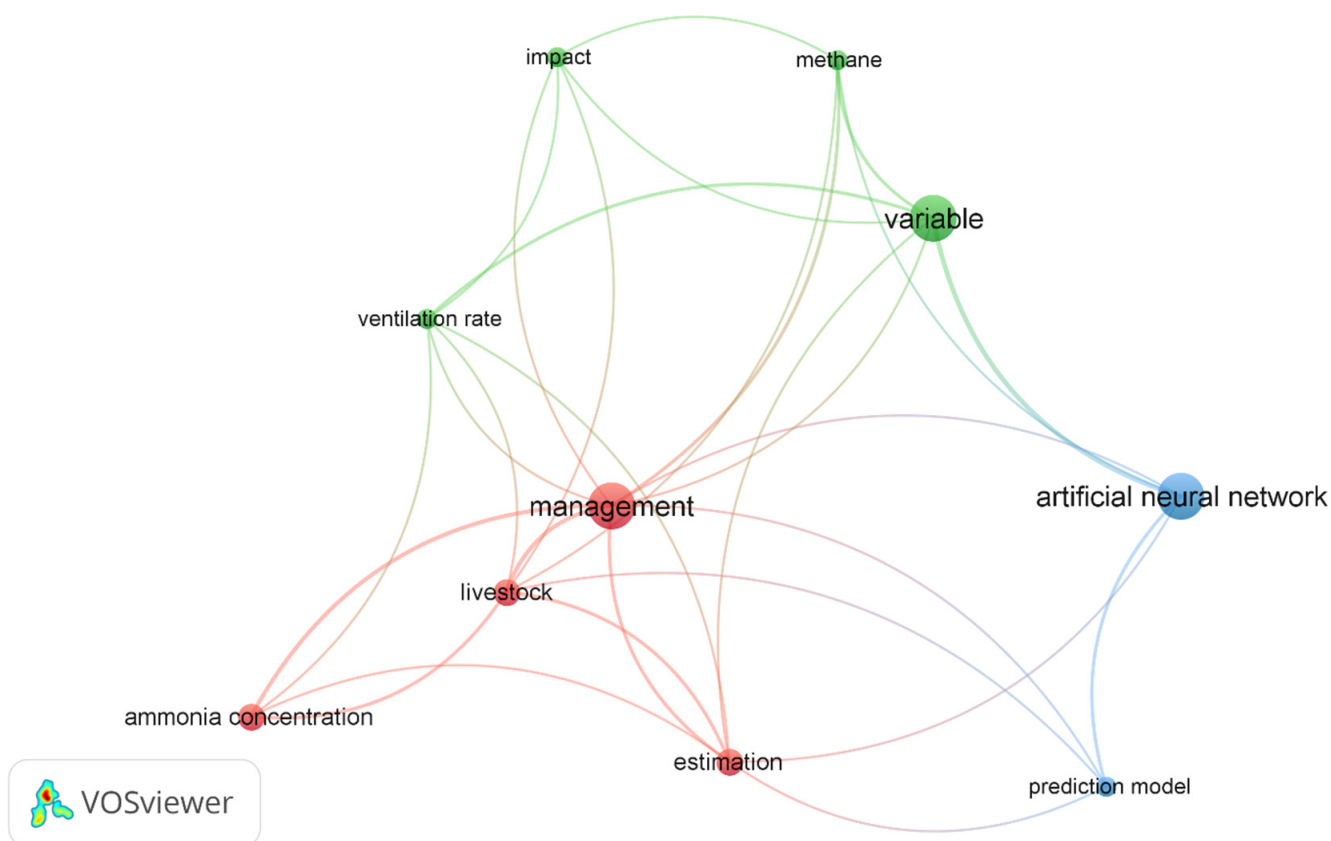 impact
methane
variable
ventilation rate
management
artificial neural network
livestock
ammonia concentration
estimation
prediction model
VOSviewer